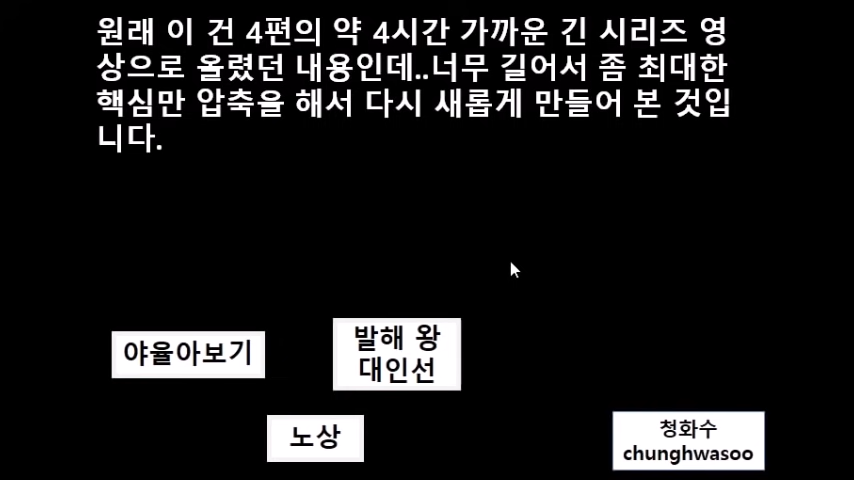 원래 이 건 4편의 약 4시간 가까운 긴 시리즈 영
상으로 올렸던 내용인데..너무 길어서 좀 최대한
핵심만 압축을 해서 다시 새롭게 만들어 본 것입
니다.
야율아보기
발해 왕
대인선
노상
청화수
chunghwasoo